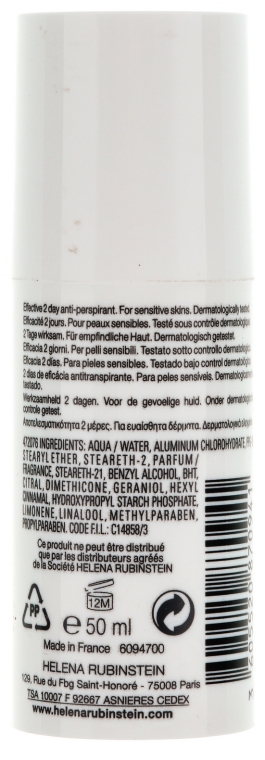 Effective 2 day anti-perspirant. For sensitive skins. Dermatologically tested.
Efficacité 2 jours. Pour peaux sensibles. Testé sous contrôle dermatologique
2 Tage wirksam. Für empfindliche Haut. Dermatologisch getestet.
Efficacia 2 giorni. Per pelli sensibili. Testato sotto controllo dermatologico
Eficacia 2 días. Para pieles sensibles. Testado bajo control dermatológico
2 dias de eficácia antitranspirante. Para peles sensíveis. Dermatologicamente
testado.
Werkzaamheid 2 dagen. Voor de gevoelige huid. Onder dermatologische
controle getest.
Αποτελεσματικότητα 2 μέρες. Για ευαίσθητα δέρματα. Δερματολογικά
472076 INGREDIENTS: AQUA / WATER, ALUMINUM CHLOROHYDRATE,
STEARYLETHER, STEARETH-2, PARFUM /
FRAGRANCE, STEARETH-21, BENZYL ALCOHOL, BHT,
CITRAL, DIMETHICONE, GERANIOL, HEXYL
CINNAMAL, HYDROXYPROPYL STARCH PHOSPHATE,
LIMONENE, LINALOOL, METHYLPARABEN,
PROPYLPARABEN. CODE F.I.L.: C14858/3
Ce produit ne peut être distribué
que par les distributeurs agréés
de la Société HELENA RUBINSTEIN
PP
12M
e 50 ml
Made in France 6094700
HELENA RUBINSTEIN
129, Rue du Fbg Saint-Honoré - 75008 Paris
TSA 10007 F 92667 ASNIERES CEDEX
www.helenarubinstein.com